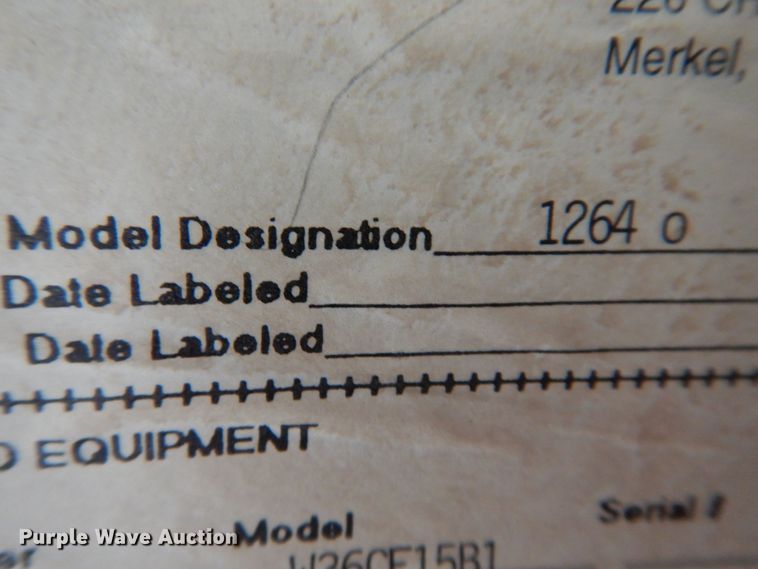 Merkel,
Model Designation 1264 o
Date Labeled
Date Labeled
EQUIPMENT
Model Serial #
Purple Wave Auction